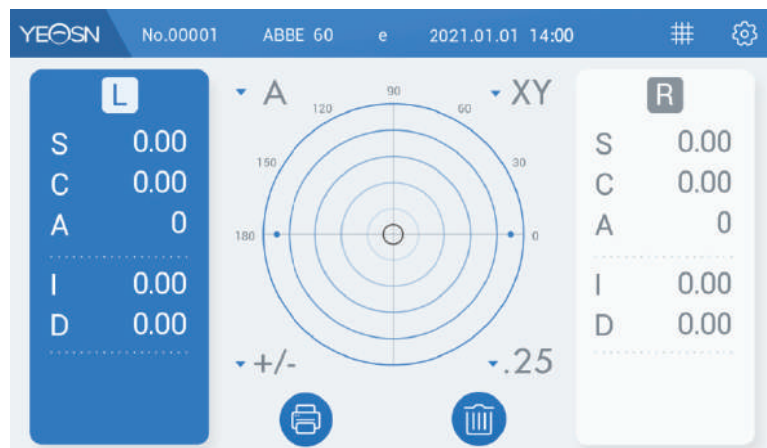 YEOSN No.00001 ABBE 60 e 2021.01.01 14:00
L
S 0.00
C 0.00
A 0
I 0.00
D 0.00
A
XY
90
120
60
150
30
180
0
+/-
.25
R
S 0.00
C 0.00
A 0
I 0.00
D 0.00